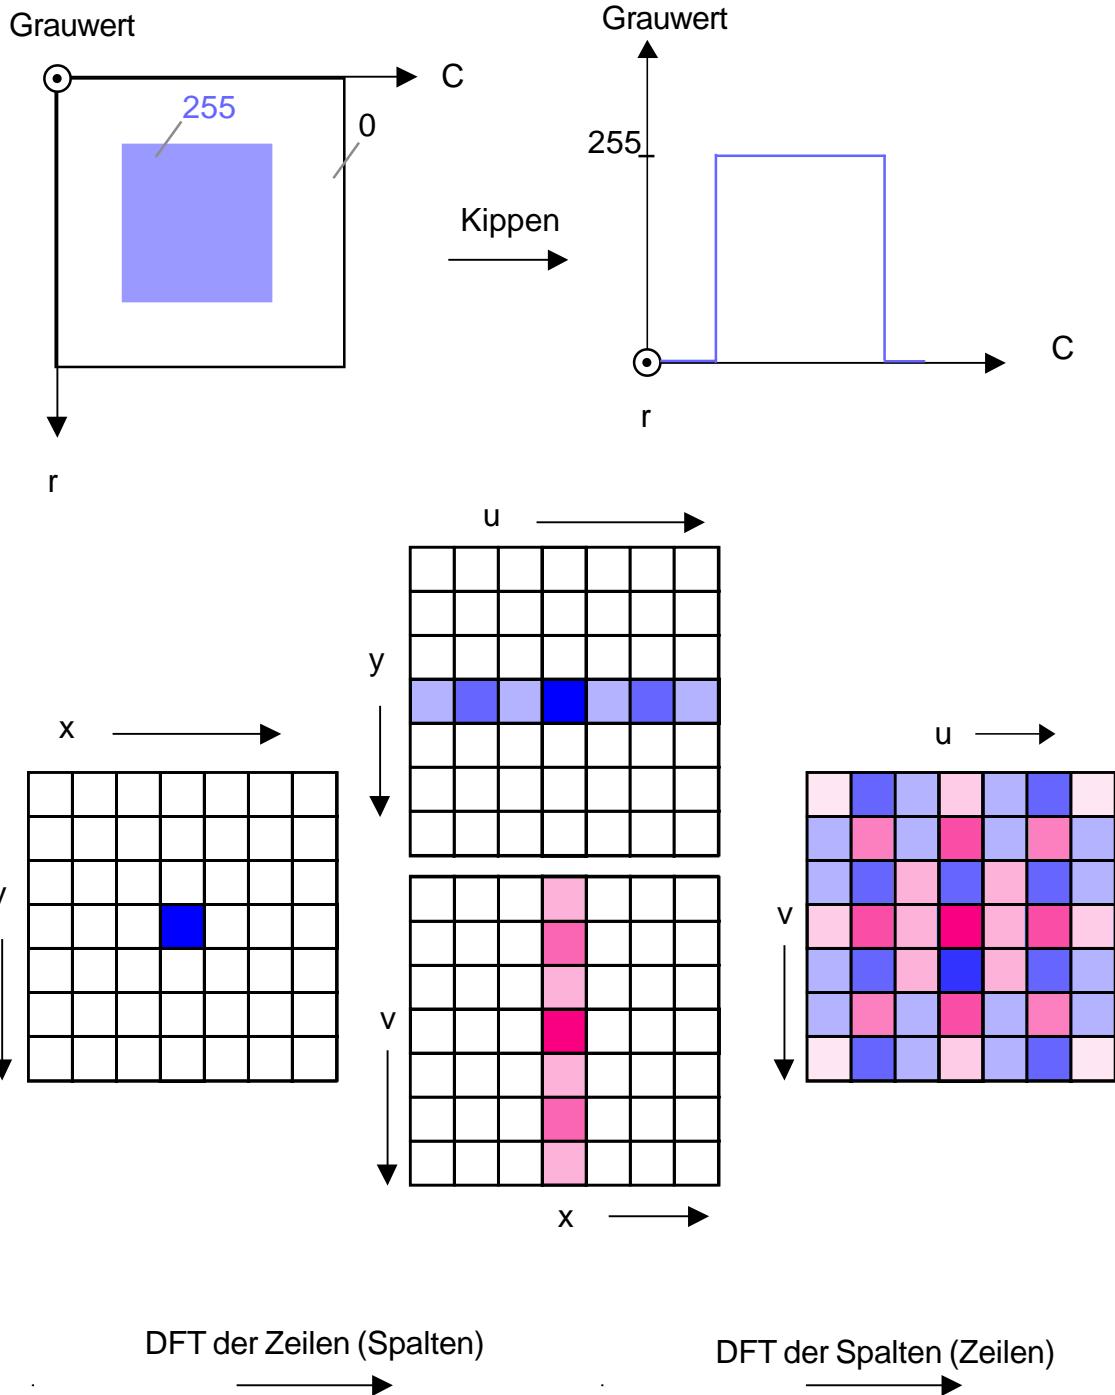 Grauwert
C
255
0
r
Kippen
Grauwert
255
C
r
u
y
x
y
v
x
u
v
DFT der Zeilen (Spalten)
DFT der Spalten (Zeilen)